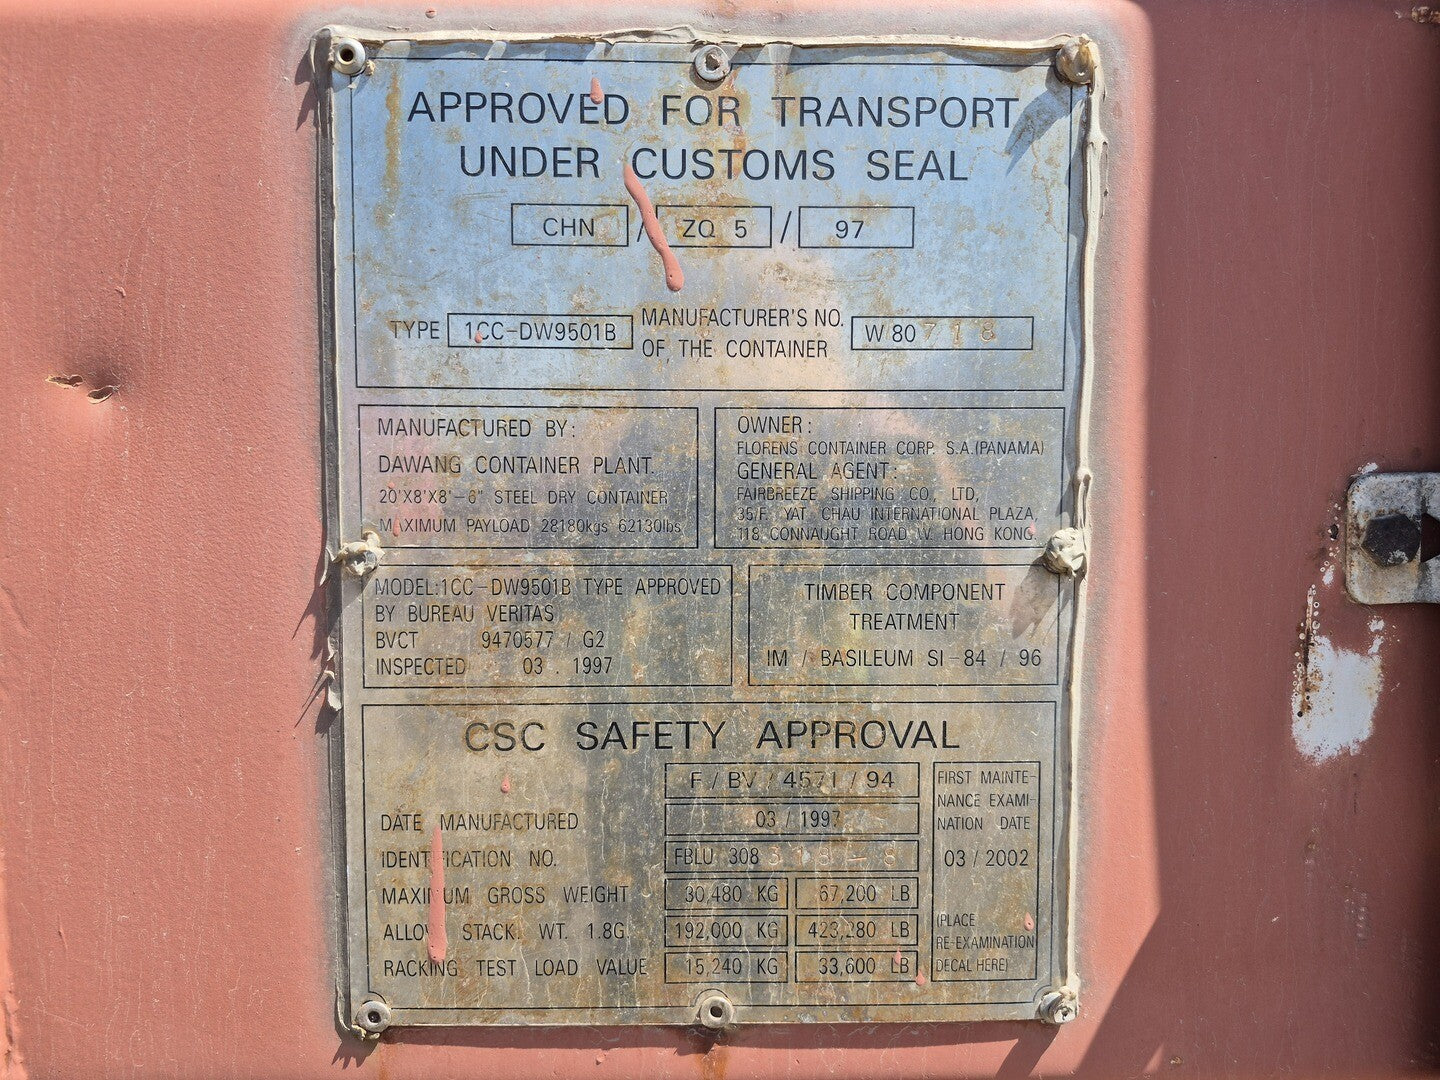 APPROVED FOR TRANSPORT
UNDER CUSTOMS SEAL
CHN / ZQ 5 / 97
TYPE 1CC-DW9501B MANUFACTURER'S NO. OF THE CONTAINER W 80718
MANUFACTURED BY:
DAWANG CONTAINER PLANT.
20'X8'X8'-6" STEEL DRY CONTAINER
MAXIMUM PAYLOAD 28180kgs 62130lbs
OWNER:
FLORENS CONTAINER CORP. S.A.(PANAMA)
GENERAL AGENT:
FAIRBREEZE SHIPPING CO., LTD,
35/F. YAT CHAU INTERNATIONAL PLAZA,
118 CONNAUGHT ROAD W. HONG KONG.
MODEL:1CC-DW9501B TYPE APPROVED
BY BUREAU VERITAS
BVCT 9470577 / G2
INSPECTED 03 . 1997
TIMBER COMPONENT
TREATMENT
IM / BASILEUM SI-84 / 96
CSC SAFETY APPROVAL
F / BV / 4571 / 94
DATE MANUFACTURED 03 / 1997
IDENTIFICATION NO. FBLU 308318-8
MAXIMUM GROSS WEIGHT 30,480 KG 67,200 LB
ALLOW STACK. WT. 1.8G. 192,000 KG 423,280 LB
RACKING TEST LOAD VALUE 15,240 KG 33,600 LB
FIRST MAINTE-
NANCE EXAMI-
NATION DATE
03 / 2002
(PLACE
RE-EXAMINATION
DECAL HERE)